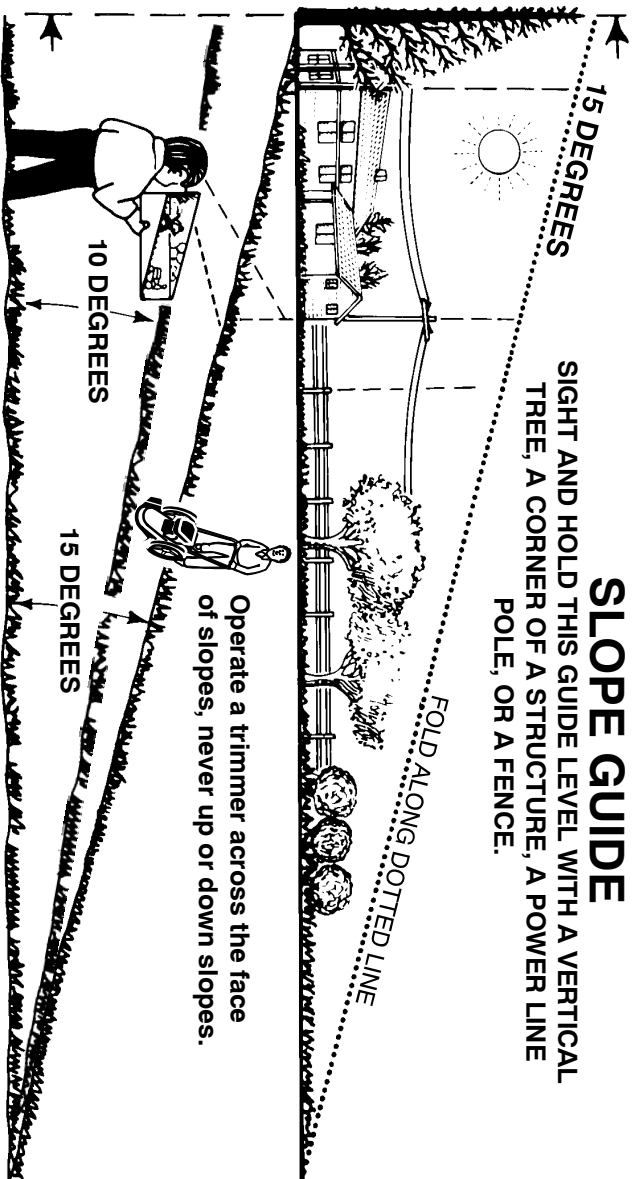 SLOPE GUIDE
SIGHT AND HOLD THIS GUIDE LEVEL WITH A VERTICAL
TREE, A CORNER OF A STRUCTURE, A POWER LINE
POLE, OR A FENCE.
15 DEGREES
FOLD ALONG DOTTED LINE
Operate a trimmer across the face
of slopes, never up or down slopes.
10 DEGREES
15 DEGREES